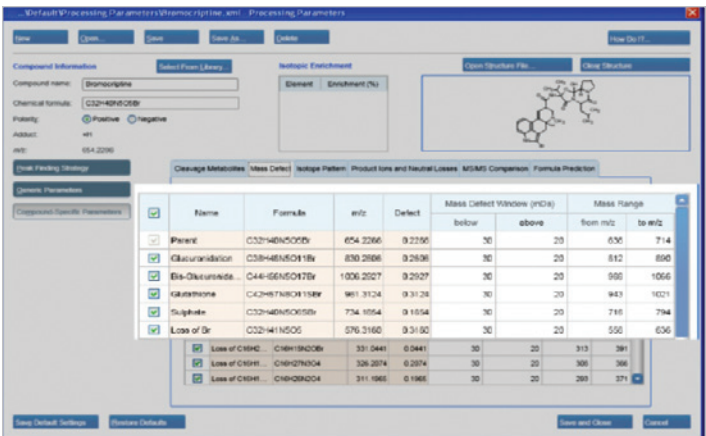 ...\Default\Processing Parameters\Bromocriptine.xml - Processing Parameters
New Open... Save Save As... Delete How Do I?...
Compound Information Select From Library... Isotopic Enrichment Open Structure File... Clear Structure
Compound name: Bromocriptine Element Enrichment (%)
Chemical formula: C32H40N5O5Br
Polarity: Positive Negative
Adduct: +H
m/z: 654.2286
Peak Finding Strategy Cleavage Metabolites Mass Defect Isotope Pattern Product Ions and Neutral Losses MS/MS Comparison Formula Prediction
Generic Parameters
Compound-Specific Parameters
Name Formula m/z Defect Mass Defect Window (mDa) Mass Range
below above from m/z to m/z
Parent C32H40N5O5Br 654.2286 0.2286 30 20 636 714
Glucuronidation C38H48N5O11Br 830.2606 0.2606 30 20 812 890
Bis-Glucuronide... C44H56N5O17Br 1006.2927 0.2927 30 20 988 1066
Glutathione C42H57N8O11SBr 961.3124 0.3124 30 20 943 1021
Sulphate C32H40N5O8SBr 734.1854 0.1854 30 20 716 794
Loss of Br C32H41N5O5 576.3180 0.3180 30 20 558 636
Loss of C16H2... C16H15N2OBr 331.0441 0.0441 30 20 313 391
Loss of C16H1... C16H27N3O4 326.2074 0.2074 30 20 308 386
Loss of C16H1... C16H26N2O4 311.1965 0.1965 30 20 293 371
Save Default Settings Restore Defaults Save and Close Cancel